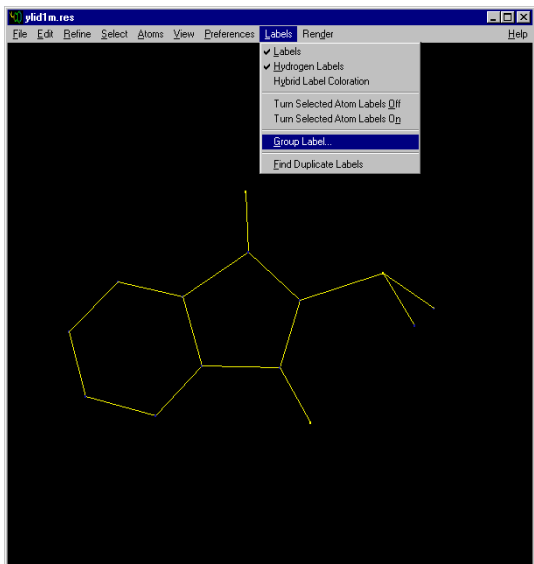 ylid1m.res
File Edit Refine Select Atoms View Preferences Labels Render Help
Labels
Hydrogen Labels
Hybrid Label Coloration
Turn Selected Atom Labels Off
Turn Selected Atom Labels On
Group Label...
Find Duplicate Labels